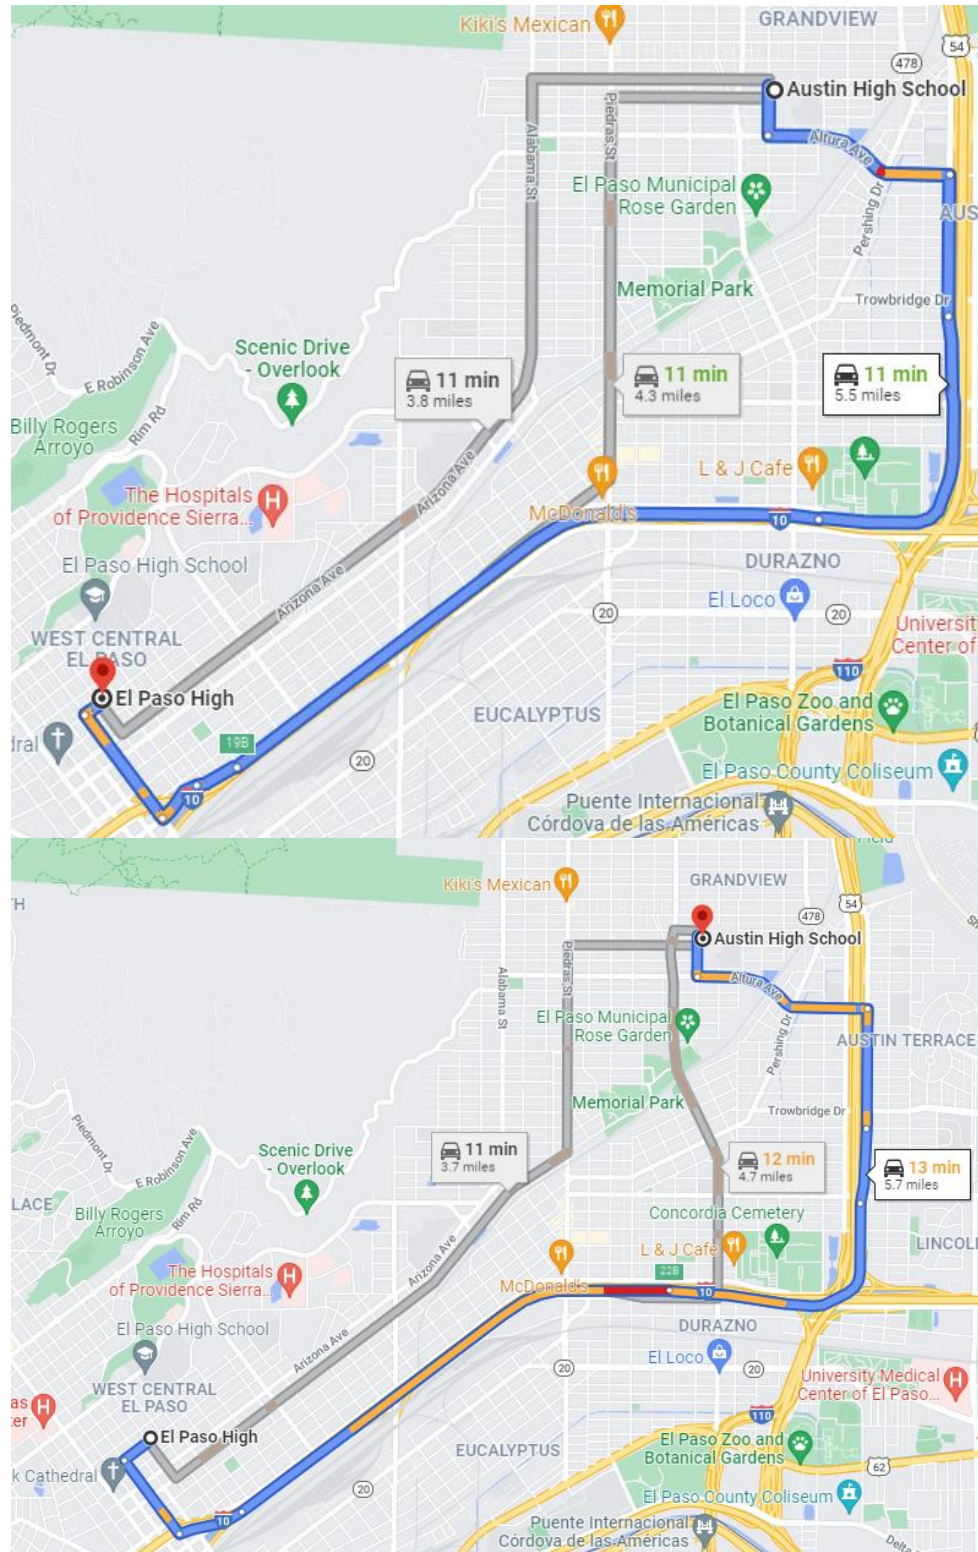 Kiki's Mexican
GRANDVIEW
54
478
Austin High School
Piedras St
Alabama St
Altura Ave
El Paso Municipal
Rose Garden
Pershing Dr
AUS
Memorial Park
Trowbridge Dr
Piedmont Dr
E Robinson Ave
Scenic Drive
- Overlook
11 min
3.8 miles
11 min
4.3 miles
11 min
5.5 miles
Rim Rd
Billy Rogers
Arroyo
L & J Cafe
The Hospitals
of Providence Sierra...
H
Arizona Ave
McDonald's
10
El Paso High School
DURAZNO
Arizona Ave
El Loco
20
20
WEST CENTRAL
EL PASO
Universit
Center of
110
El Paso High
El Paso Zoo and
Botanical Gardens
EUCALYPTUS
dral
19B
20
El Paso County Coliseum
10
Puente Internacional
Córdova de las Américas
Field
Kiki's Mexican
GRANDVIEW
TH
54
478
Austin High School
Piedras St
Alabama St
Altura Ave
El Paso Municipal
Rose Garden
Pershing Dr
AUSTIN TERRACE
Memorial Park
Trowbridge Dr
Piedmont Dr
E Robinson Ave
Scenic Drive
- Overlook
11 min
3.7 miles
12 min
4.7 miles
13 min
5.7 miles
LACE
Rim Rd
Billy Rogers
Arroyo
Concordia Cemetery
L & J Cafe
LINCOL
The Hospitals
of Providence Sierra...
H
Arizona Ave
McDonald's
22B
10
El Paso High School
DURAZNO
Arizona Ave
El Loco
20
20
WEST CENTRAL
EL PASO
University Medical
Center of El Paso...
H
as
ter
H
110
El Paso High
El Paso Zoo and
Botanical Gardens
EUCALYPTUS
62
k Cathedral
20
El Paso County Coliseum
10
Puente Internacional
Córdova de las Américas
Delta